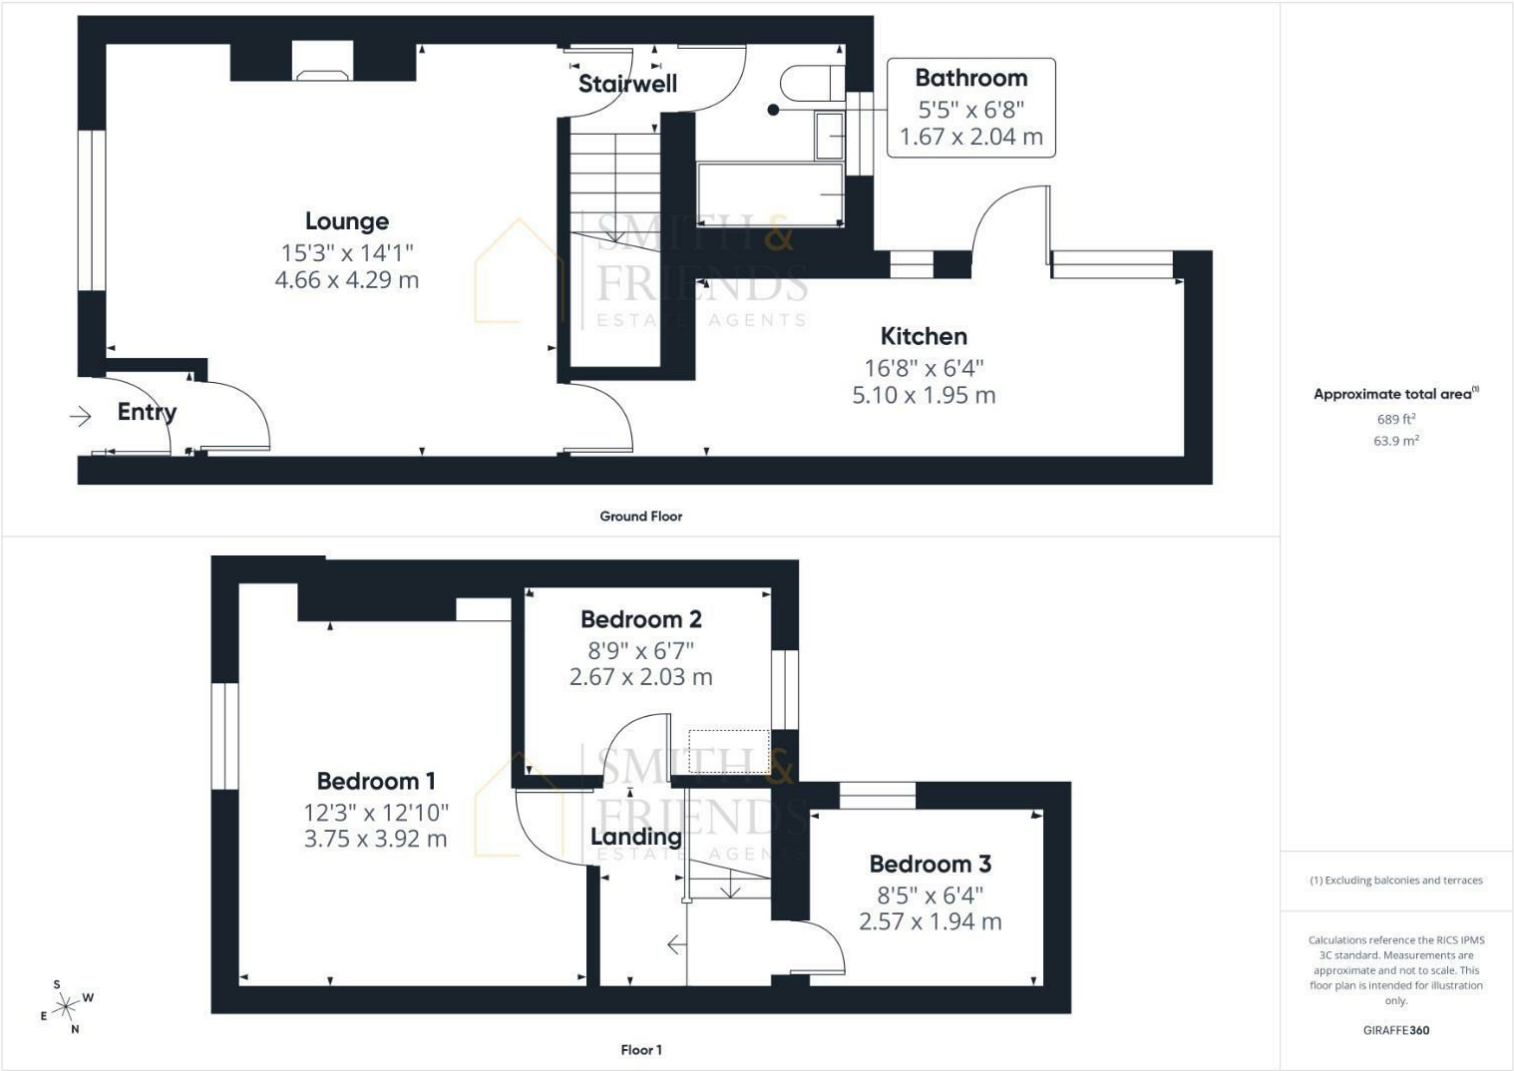 Stairwell
Bathroom
5'5" x 6'8"
1.67 x 2.04 m
Lounge
15'3" x 14'1"
4.66 x 4.29 m
SMITH &
FRIENDS
ESTATE AGENTS
Kitchen
16'8" x 6'4"
5.10 x 1.95 m
Entry
Ground Floor
Approximate total area(1)
689 ft²
63.9 m²
Bedroom 2
8'9" x 6'7"
2.67 x 2.03 m
SMITH &
FRIENDS
ESTATE AGENTS
Bedroom 1
12'3" x 12'10"
3.75 x 3.92 m
Landing
Bedroom 3
8'5" x 6'4"
2.57 x 1.94 m
S
W
E
N
Floor 1
(1) Excluding balconies and terraces
Calculations reference the RICS IPMS
3C standard. Measurements are
approximate and not to scale. This
floor plan is intended for illustration
only.
GIRAFFE360